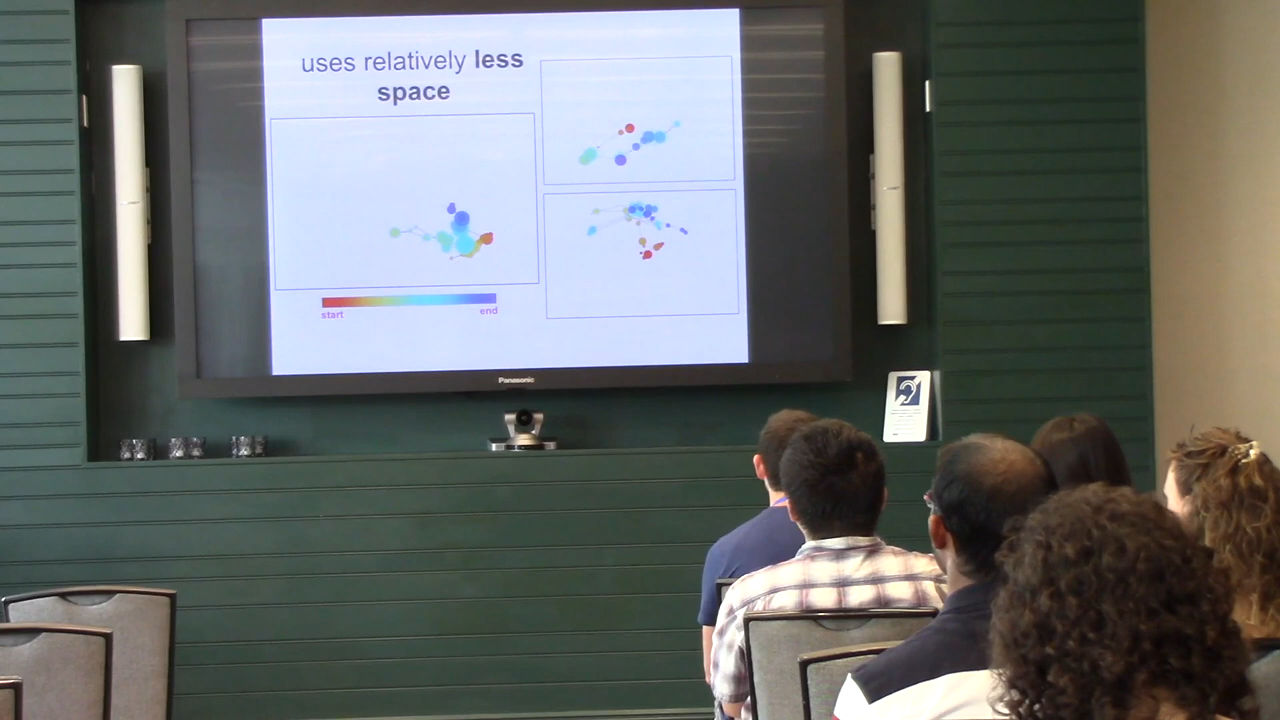 uses relatively less
space
start
end
Panasonic